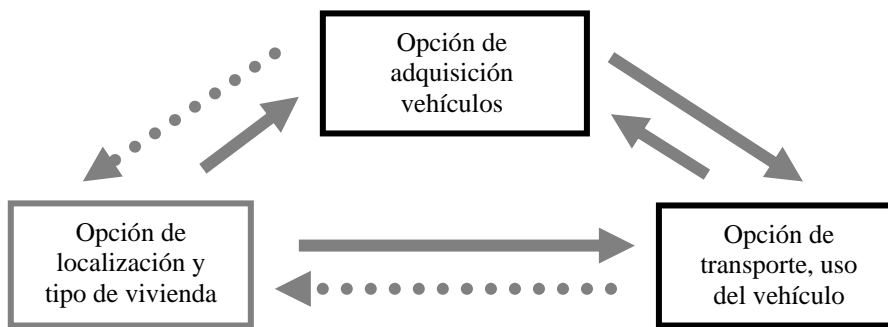 Opción de
adquisición
vehículos
Opción de
localización y
tipo de vivienda
Opción de
transporte, uso
del vehículo